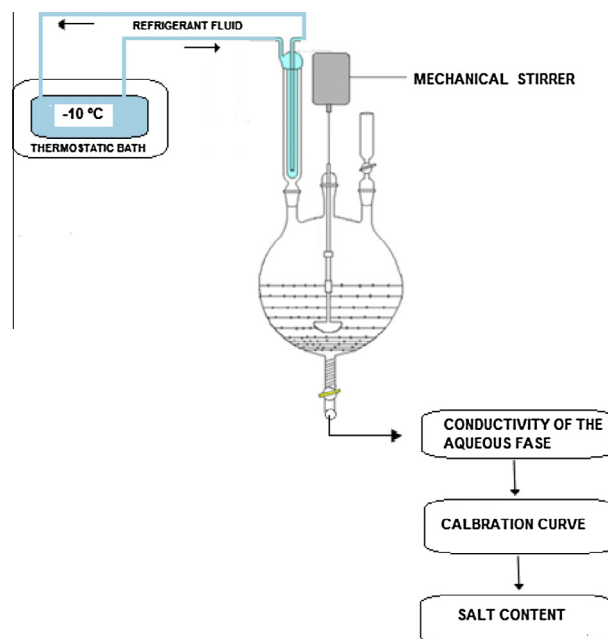 REFRIGERANT FLUID
MECHANICAL STIRRER
-10 ºC
THERMOSTATIC BATH
CONDUCTIVITY OF THE
AQUEOUS FASE
CALBRATION CURVE
SALT CONTENT